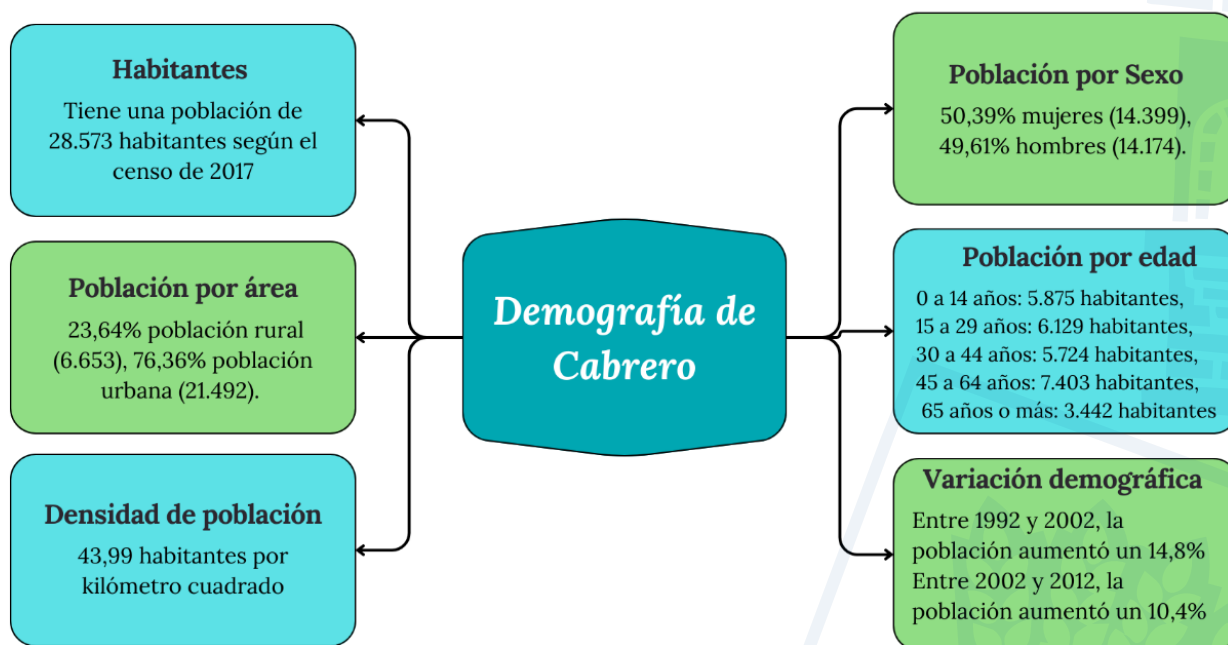 Habitantes
Tiene una población de
28.573 habitantes según el
censo de 2017
Población por área
23,64% población rural
(6.653), 76,36% población
urbana (21.492).
Densidad de población
43,99 habitantes por
kilómetro cuadrado
Demografía de
Cabrero
Población por Sexo
50,39% mujeres (14.399),
49,61% hombres (14.174).
Población por edad
0 a 14 años: 5.875 habitantes,
15 a 29 años: 6.129 habitantes,
30 a 44 años: 5.724 habitantes,
45 a 64 años: 7.403 habitantes,
65 años o más: 3.442 habitantes
Variación demográfica
Entre 1992 y 2002, la
población aumentó un 14,8%
Entre 2002 y 2012, la
población aumentó un 10,4%